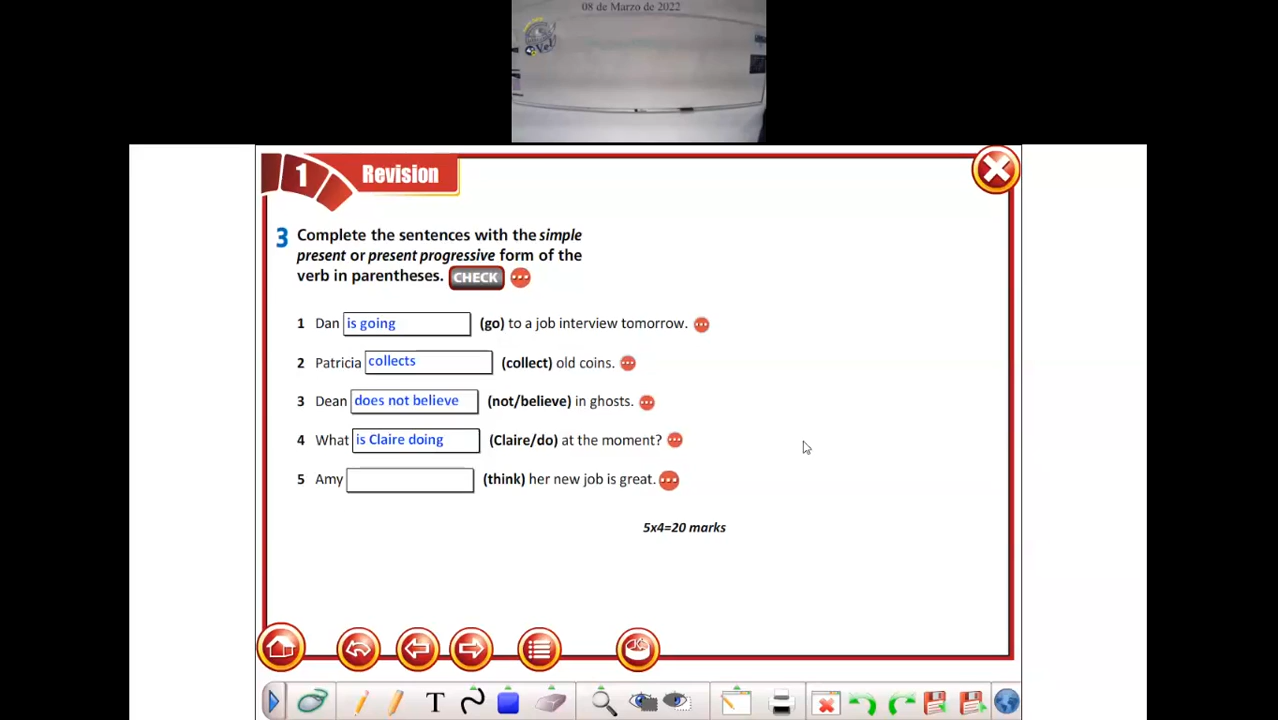 08 de Marzo de 2022
1 Revision
3 Complete the sentences with the simple
present or present progressive form of the
verb in parentheses. CHECK
1 Dan is going (go) to a job interview tomorrow.
2 Patricia collects (collect) old coins.
3 Dean does not believe (not/believe) in ghosts.
4 What is Claire doing (Claire/do) at the moment?
5 Amy (think) her new job is great.
5x4=20 marks
T